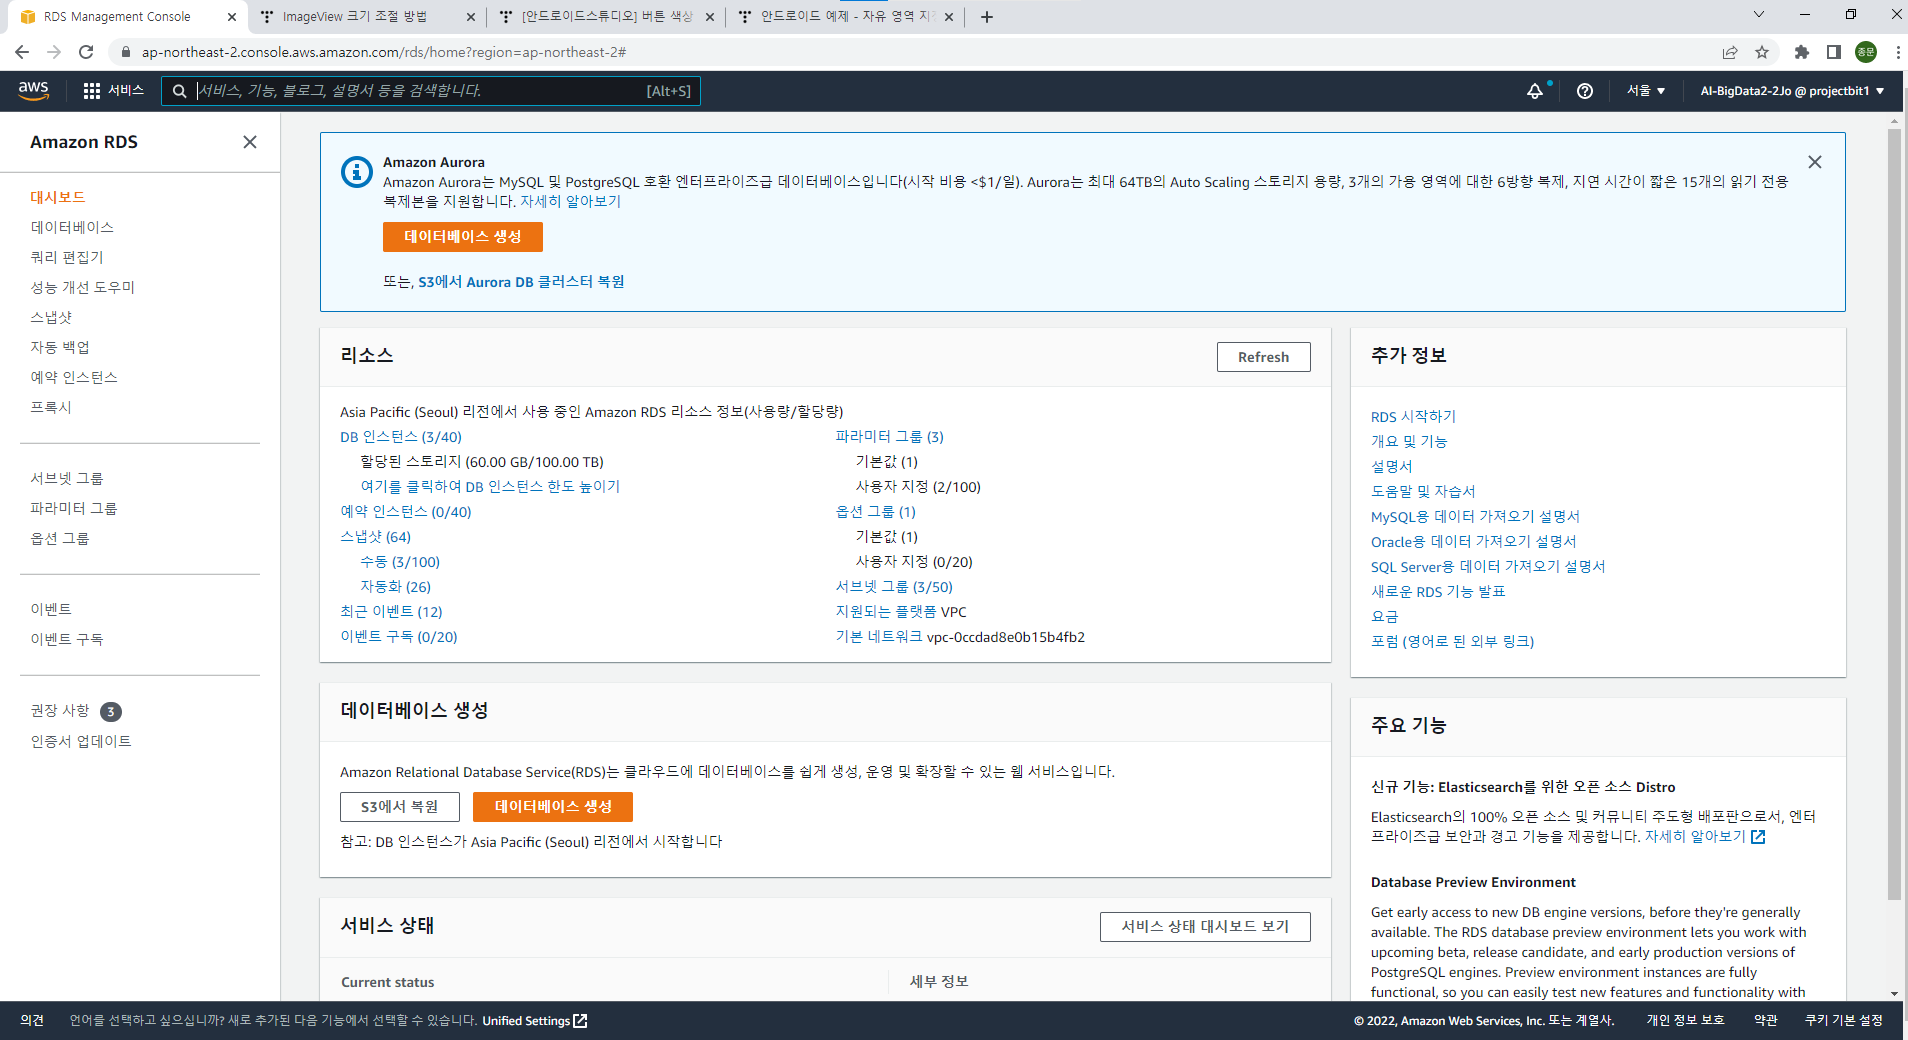 RDS Management Console
ImageView 크기 조절 방법
[안드로이드스튜디오] 버튼 색상
안드로이드 예제 - 자유 영역 지
ap-northeast-2.console.aws.amazon.com/rds/home?region=ap-northeast-2#
종문
aws
서비스
서비스, 기능, 블로그, 설명서 등을 검색합니다.
[Alt+S]
서울 ▼
AI-BigData2-2Jo @ projectbit1 ▼
Amazon RDS
대시보드
데이터베이스
쿼리 편집기
성능 개선 도우미
스냅샷
자동 백업
예약 인스턴스
프록시
서브넷 그룹
파라미터 그룹
옵션 그룹
이벤트
이벤트 구독
권장 사항 3
인증서 업데이트
Amazon Aurora
Amazon Aurora는 MySQL 및 PostgreSQL 호환 엔터프라이즈급 데이터베이스입니다(시작 비용 <$1/일). Aurora는 최대 64TB의 Auto Scaling 스토리지 용량, 3개의 가용 영역에 대한 6방향 복제, 지연 시간이 짧은 15개의 읽기 전용
복제본을 지원합니다. 자세히 알아보기
데이터베이스 생성
또는, S3에서 Aurora DB 클러스터 복원
리소스
Refresh
Asia Pacific (Seoul) 리전에서 사용 중인 Amazon RDS 리소스 정보(사용량/할당량)
DB 인스턴스 (3/40)
할당된 스토리지 (60.00 GB/100.00 TB)
여기를 클릭하여 DB 인스턴스 한도 높이기
예약 인스턴스 (0/40)
스냅샷 (64)
수동 (3/100)
자동화 (26)
최근 이벤트 (12)
이벤트 구독 (0/20)
파라미터 그룹 (3)
기본값 (1)
사용자 지정 (2/100)
옵션 그룹 (1)
기본값 (1)
사용자 지정 (0/20)
서브넷 그룹 (3/50)
지원되는 플랫폼 VPC
기본 네트워크 vpc-0ccdad8e0b15b4fb2
데이터베이스 생성
Amazon Relational Database Service(RDS)는 클라우드에 데이터베이스를 쉽게 생성, 운영 및 확장할 수 있는 웹 서비스입니다.
S3에서 복원
데이터베이스 생성
참고: DB 인스턴스가 Asia Pacific (Seoul) 리전에서 시작합니다
서비스 상태
서비스 상태 대시보드 보기
Current status
세부 정보
추가 정보
RDS 시작하기
개요 및 기능
설명서
도움말 및 자습서
MySQL용 데이터 가져오기 설명서
Oracle용 데이터 가져오기 설명서
SQL Server용 데이터 가져오기 설명서
새로운 RDS 기능 발표
요금
포럼 (영어로 된 외부 링크)
주요 기능
신규 기능: Elasticsearch를 위한 오픈 소스 Distro
Elasticsearch의 100% 오픈 소스 및 커뮤니티 주도형 배포판으로서, 엔터
프라이즈급 보안과 경고 기능을 제공합니다. 자세히 알아보기
Database Preview Environment
Get early access to new DB engine versions, before they're generally
available. The RDS database preview environment lets you work with
upcoming beta, release candidate, and early production versions of
PostgreSQL engines. Preview environment instances are fully
functional, so you can easily test new features and functionality with
의견
언어를 선택하고 싶으십니까? 새로 추가된 다음 기능에서 선택할 수 있습니다. Unified Settings
© 2022, Amazon Web Services, Inc. 또는 계열사.
개인 정보 보호
약관
쿠키 기본 설정